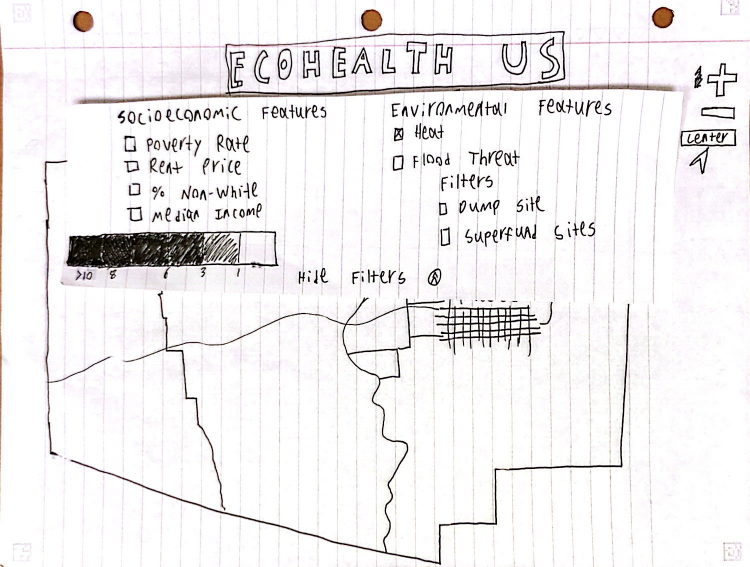 ECOHEALTH US
Socioeconomic Features
Poverty Rate
Rent Price
% Non-White
Median Income
>10 8 6 3 1
Environmental Features
Heat
Flood Threat
Filters
Dump Site
Superfund Sites
Hide Filters
+
−
center